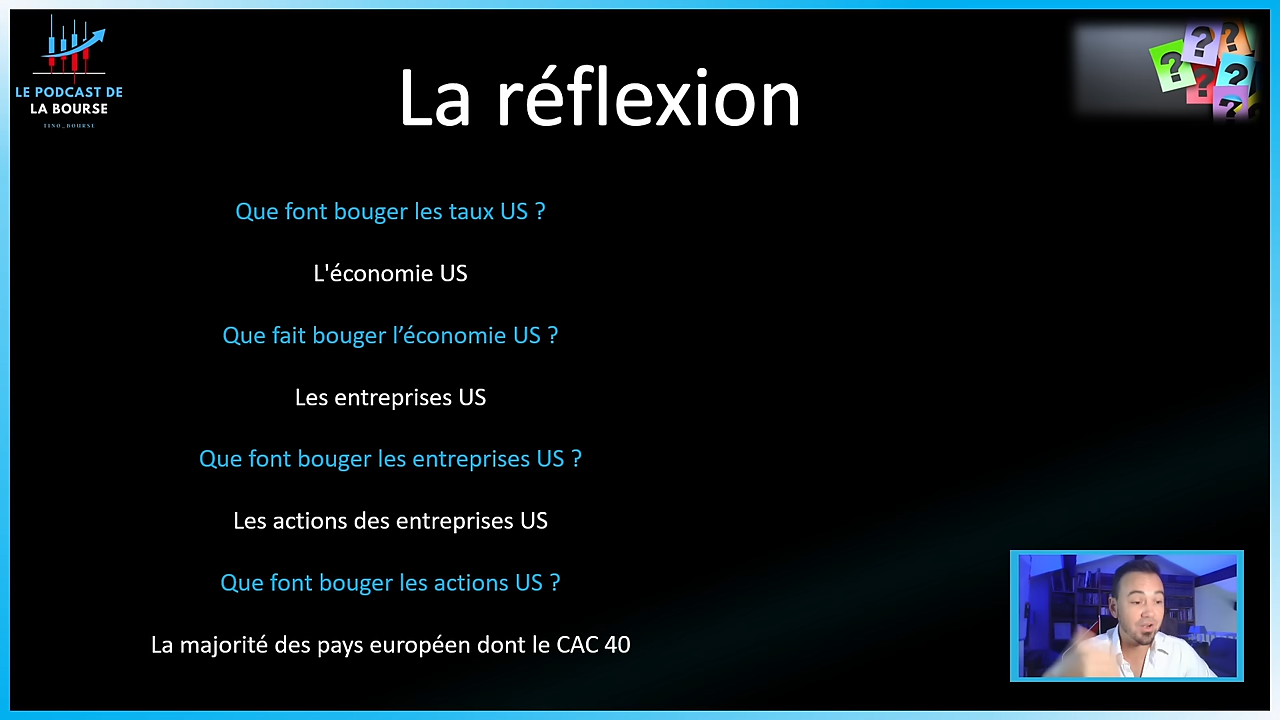 LE PODCAST DE
LA BOURSE
TINO_BOURSE
La réflexion
? ? ? ? ? ?
Que font bouger les taux US ?
L'économie US
Que fait bouger l’économie US ?
Les entreprises US
Que font bouger les entreprises US ?
Les actions des entreprises US
Que font bouger les actions US ?
La majorité des pays européen dont le CAC 40